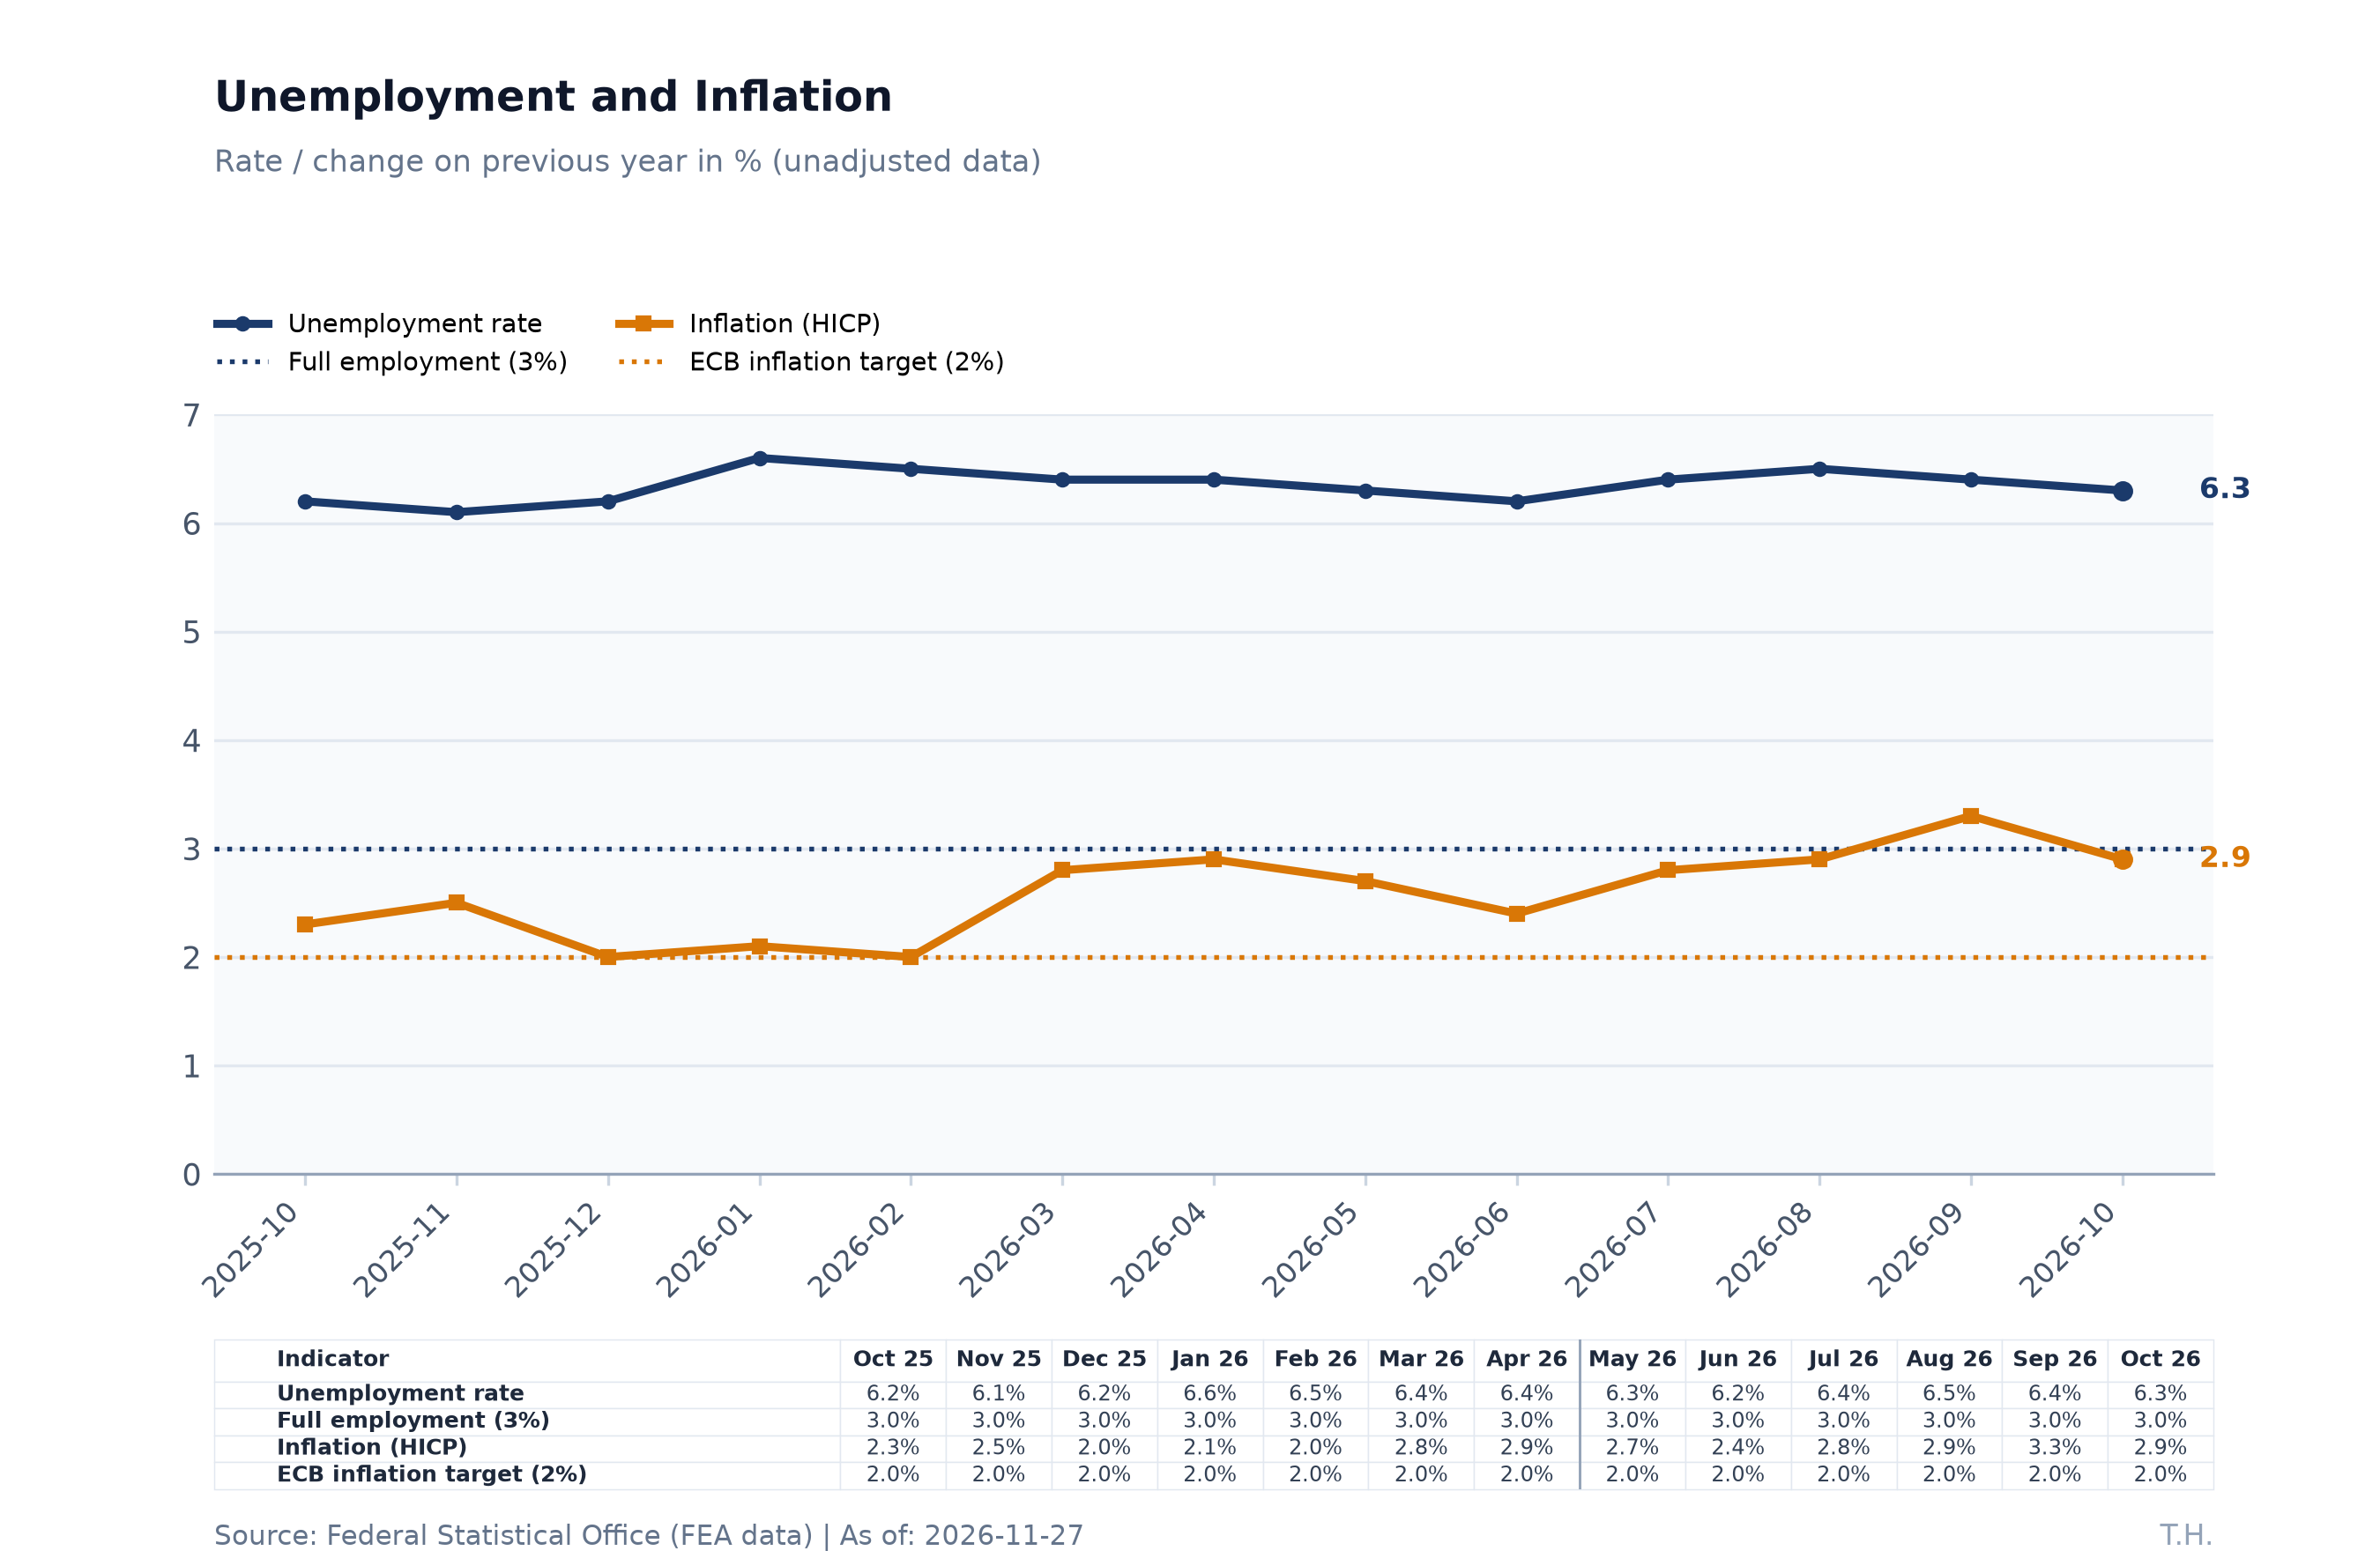 Unemployment and Inflation
Rate / change on previous year in % (unadjusted data)
Unemployment rate
Inflation (HICP)
Full employment (3%)
ECB inflation target (2%)
7
6
5
4
3
2
1
0
6.3
2.9
2025-10
2025-11
2025-12
2026-01
2026-02
2026-03
2026-04
2026-05
2026-06
2026-07
2026-08
2026-09
2026-10
Indicator Oct 25 Nov 25 Dec 25 Jan 26 Feb 26 Mar 26 Apr 26 May 26 Jun 26 Jul 26 Aug 26 Sep 26 Oct 26
Unemployment rate 6.2% 6.1% 6.2% 6.6% 6.5% 6.4% 6.4% 6.3% 6.2% 6.4% 6.5% 6.4% 6.3%
Full employment (3%) 3.0% 3.0% 3.0% 3.0% 3.0% 3.0% 3.0% 3.0% 3.0% 3.0% 3.0% 3.0% 3.0%
Inflation (HICP) 2.3% 2.5% 2.0% 2.1% 2.0% 2.8% 2.9% 2.7% 2.4% 2.8% 2.9% 3.3% 2.9%
ECB inflation target (2%) 2.0% 2.0% 2.0% 2.0% 2.0% 2.0% 2.0% 2.0% 2.0% 2.0% 2.0% 2.0% 2.0%
Source: Federal Statistical Office (FEA data) | As of: 2026-11-27
T.H.